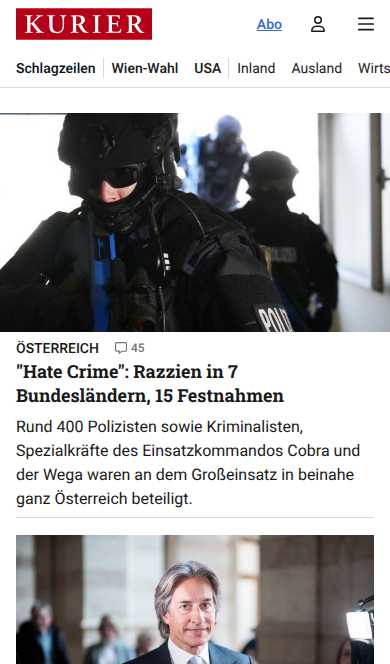 KURIER
Abo
Schlagzeilen Wien-Wahl USA Inland Ausland Wirts
POLI
ÖSTERREICH 45
"Hate Crime": Razzien in 7
Bundesländern, 15 Festnahmen
Rund 400 Polizisten sowie Kriminalisten,
Spezialkräfte des Einsatzkommandos Cobra und
der Wega waren an dem Großeinsatz in beinahe
ganz Österreich beteiligt.